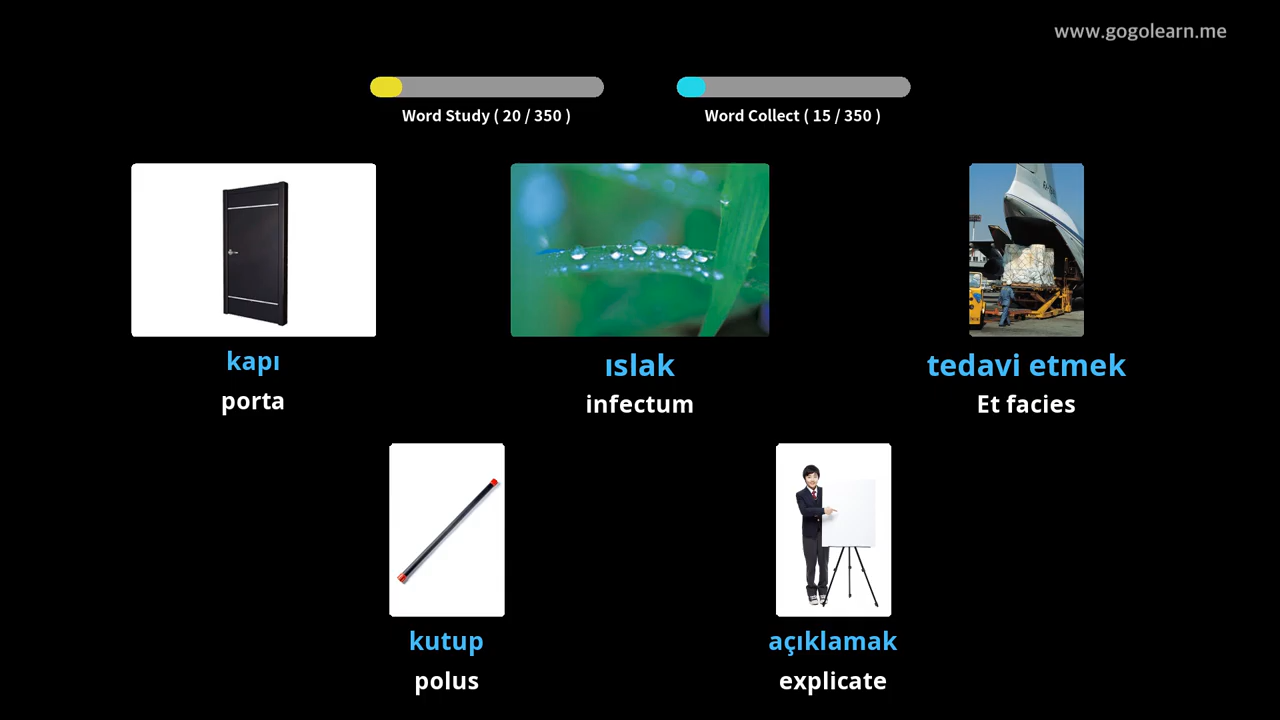 www.gogolearn.me
Word Study ( 20 / 350 )
Word Collect ( 15 / 350 )
kapı
porta
ıslak
infectum
tedavi etmek
Et facies
kutup
polus
açıklamak
explicate